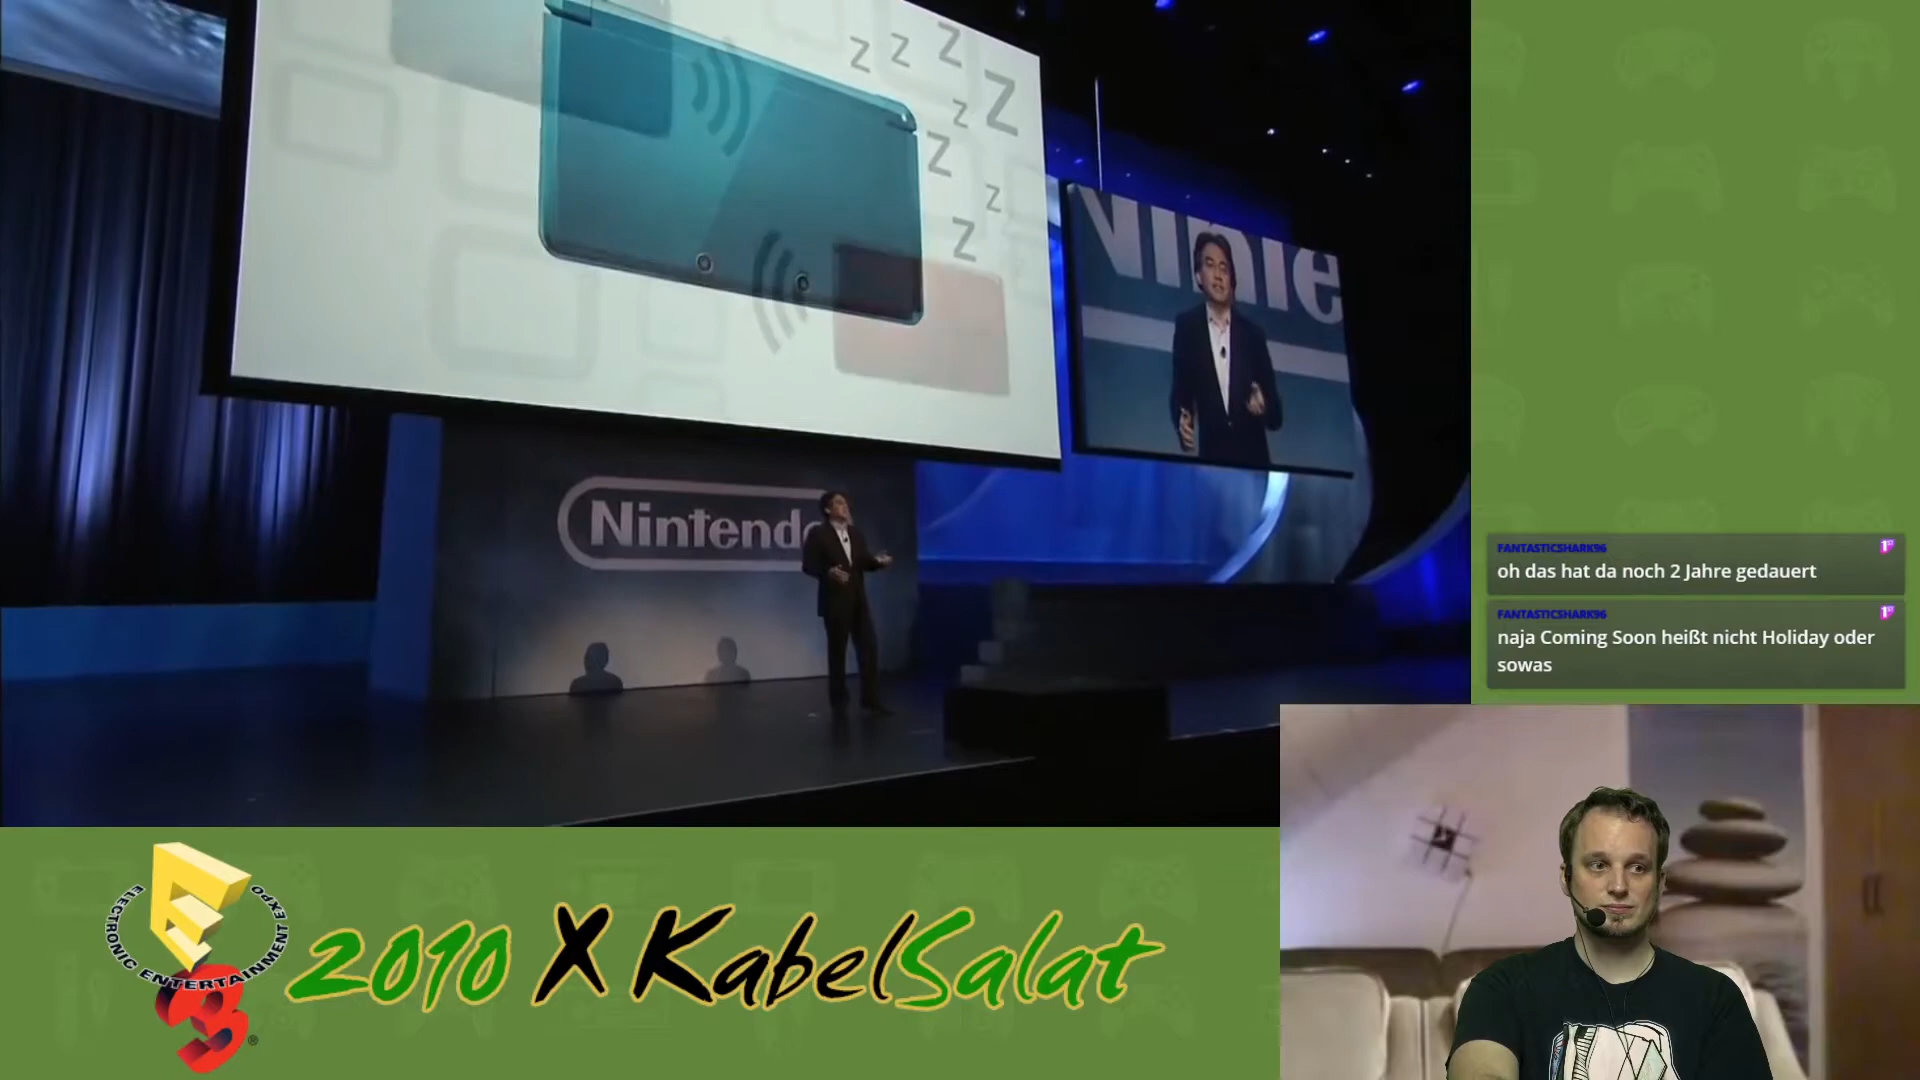 z z z z
z z
z z
Ninte
Nintendo
FANTASTICSHARK96
oh das hat da noch 2 Jahre gedauert
FANTASTICSHARK96
naja Coming Soon heißt nicht Holiday oder
sowas
E3
ELECTRONIC ENTERTAINMENT EXPO
®
2010 X KabelSalat